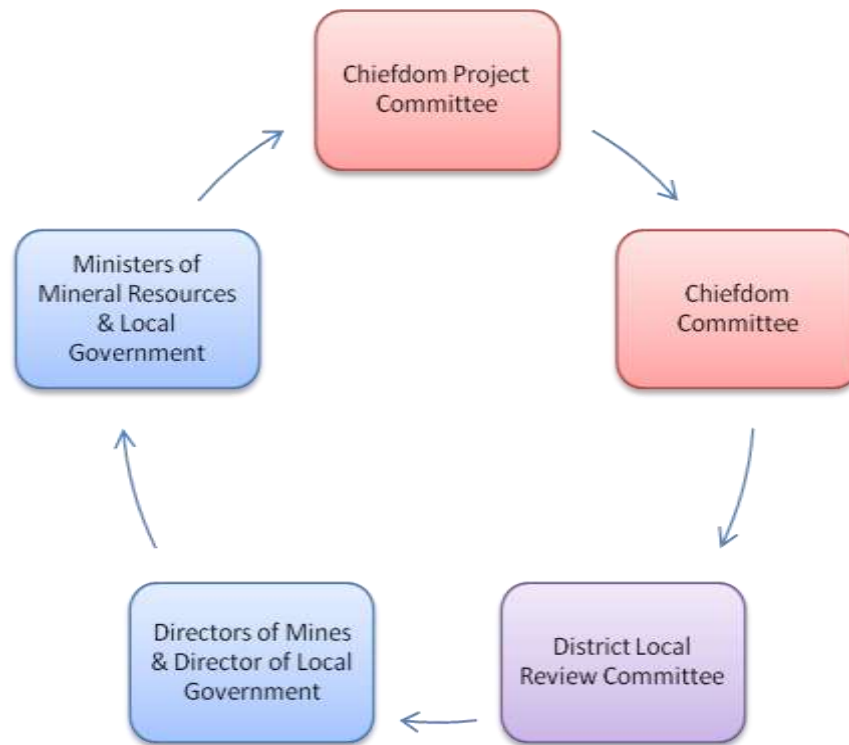 Chiefdom Project
Committee
Chiefdom
Committee
District Local
Review Committee
Directors of Mines
& Director of Local
Government
Ministers of
Mineral Resources
& Local
Government